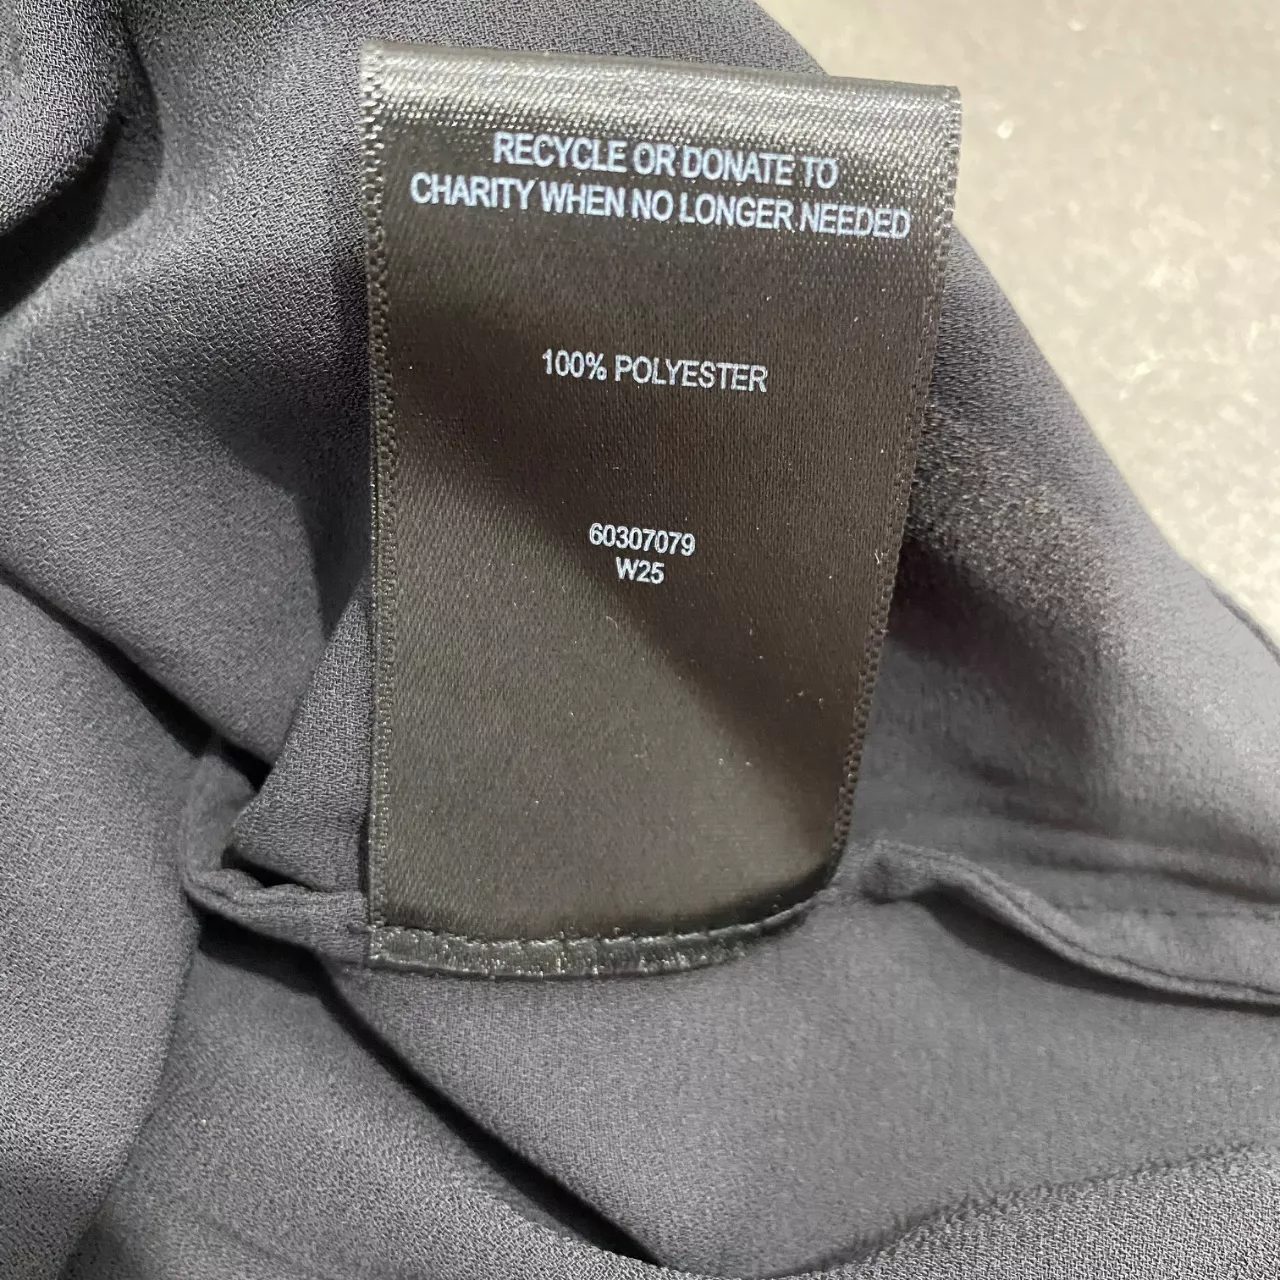 RECYCLE OR DONATE TO
CHARITY WHEN NO LONGER NEEDED
100% POLYESTER
60307079
W25